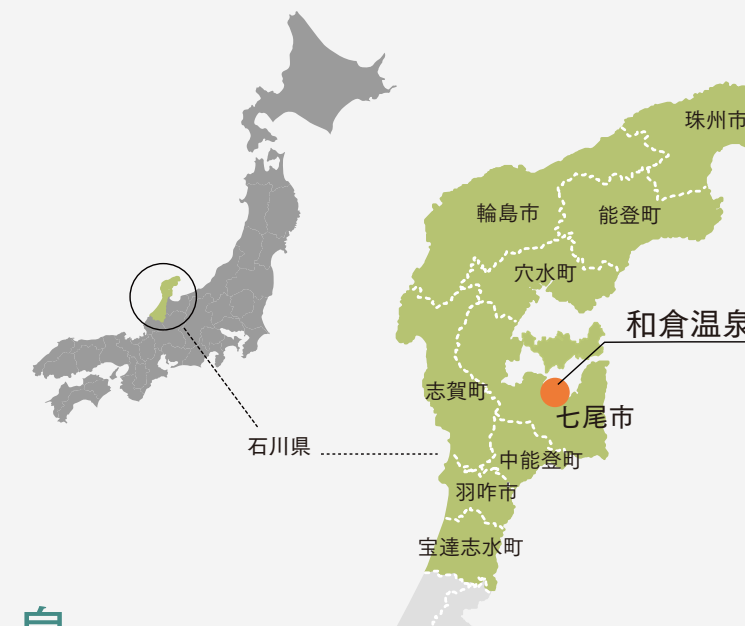 珠州市
輪島市
能登町
穴水町
和倉温泉
志賀町
七尾市
石川県
中能登町
羽咋市
宝達志水町